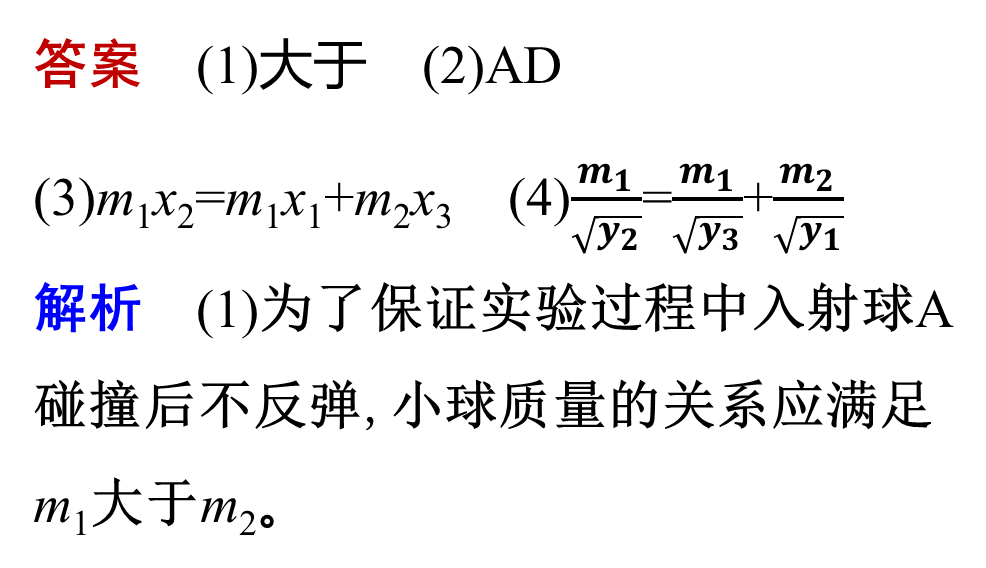 答案 (1)大于 (2)AD
(3)m₁x₂=m₁x₁+m₂x₃ (4)m₁/√y₂=m₁/√y₃+m₂/√y₁
解析 (1)为了保证实验过程中入射球A
碰撞后不反弹,小球质量的关系应满足
m₁大于m₂。